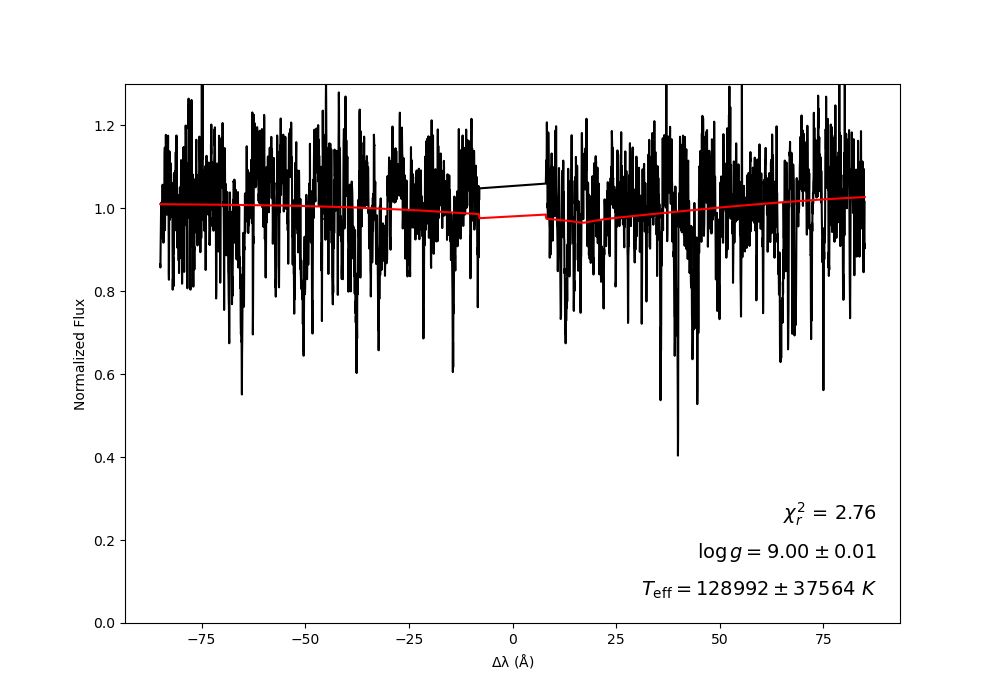 1.2
1.0
0.8
0.6
0.4
0.2
0.0
Normalized Flux
χ²ᵣ = 2.76
log g = 9.00 ± 0.01
T_eff = 128992 ± 37564 K
−75 −50 −25 0 25 50 75
Δλ (Å)